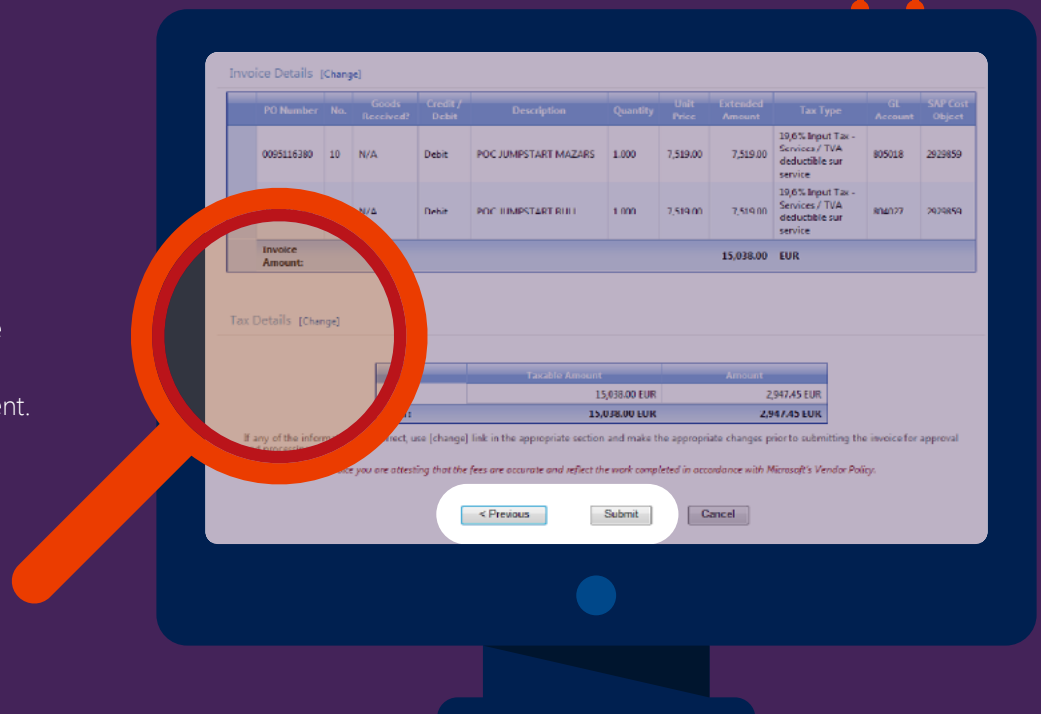 ent.
Invoice Details [Change]
PO Number No. Goods Received? Credit / Debit Description Quantity Unit Price Extended Amount Tax Type GL Account SAP Cost Object
0095116380 10 N/A Debit POC JUMPSTART MAZARS 1.000 7,519.00 7,519.00 19,6% Input Tax - Services / TVA deductible sur service 805018 2929859
N/A Debit POC JUMPSTART BULL 1.000 7,519.00 7,519.00 19,6% Input Tax - Services / TVA deductible sur service 804027 2929859
Invoice Amount: 15,038.00 EUR
Tax Details [Change]
Taxable Amount Amount
15,038.00 EUR 2,947.45 EUR
15,038.00 EUR 2,947.45 EUR
If any of the use [change] link in the appropriate section and make the appropriate changes prior to submitting the invoice for approval
you are attesting that the fees are accurate and reflect the work completed in accordance with Microsoft's Vendor Policy.
< Previous Submit Cancel